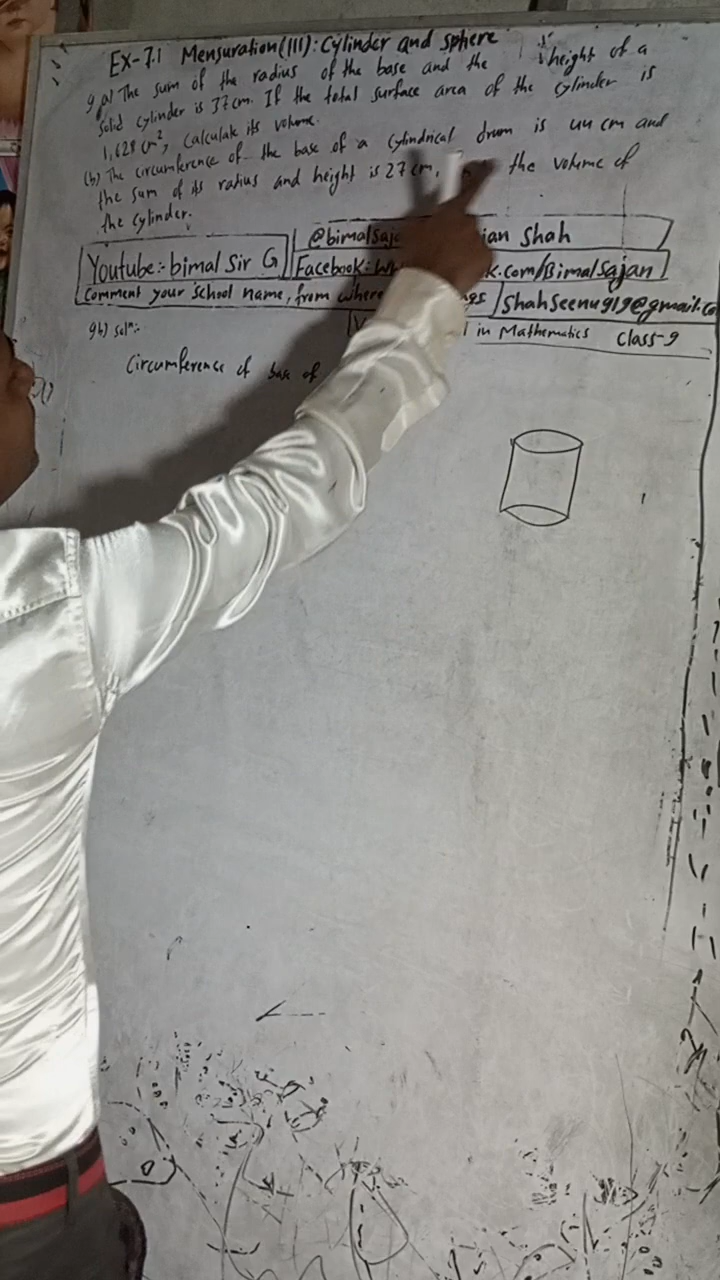 Ex-7.1 Mensuration(III): Cylinder and sphere
9 a) The sum of the radius of the base and the height of a
solid cylinder is 37cm. If the total surface area of the cylinder is
1,628 cm², calculate its volume.
(b) The circumference of the base of a cylindrical drum is 44 cm and
the sum of its radius and height is 27 cm, the volume of
the cylinder.
@bimalsaj Shah
Youtube:- bimal Sir G
Facebook: k.com/Bimalsajan
Comment your school name, from where
Shahseenu919@gmail.c
in Mathematics Class-9
9b) solⁿ:-
Circumference of base of